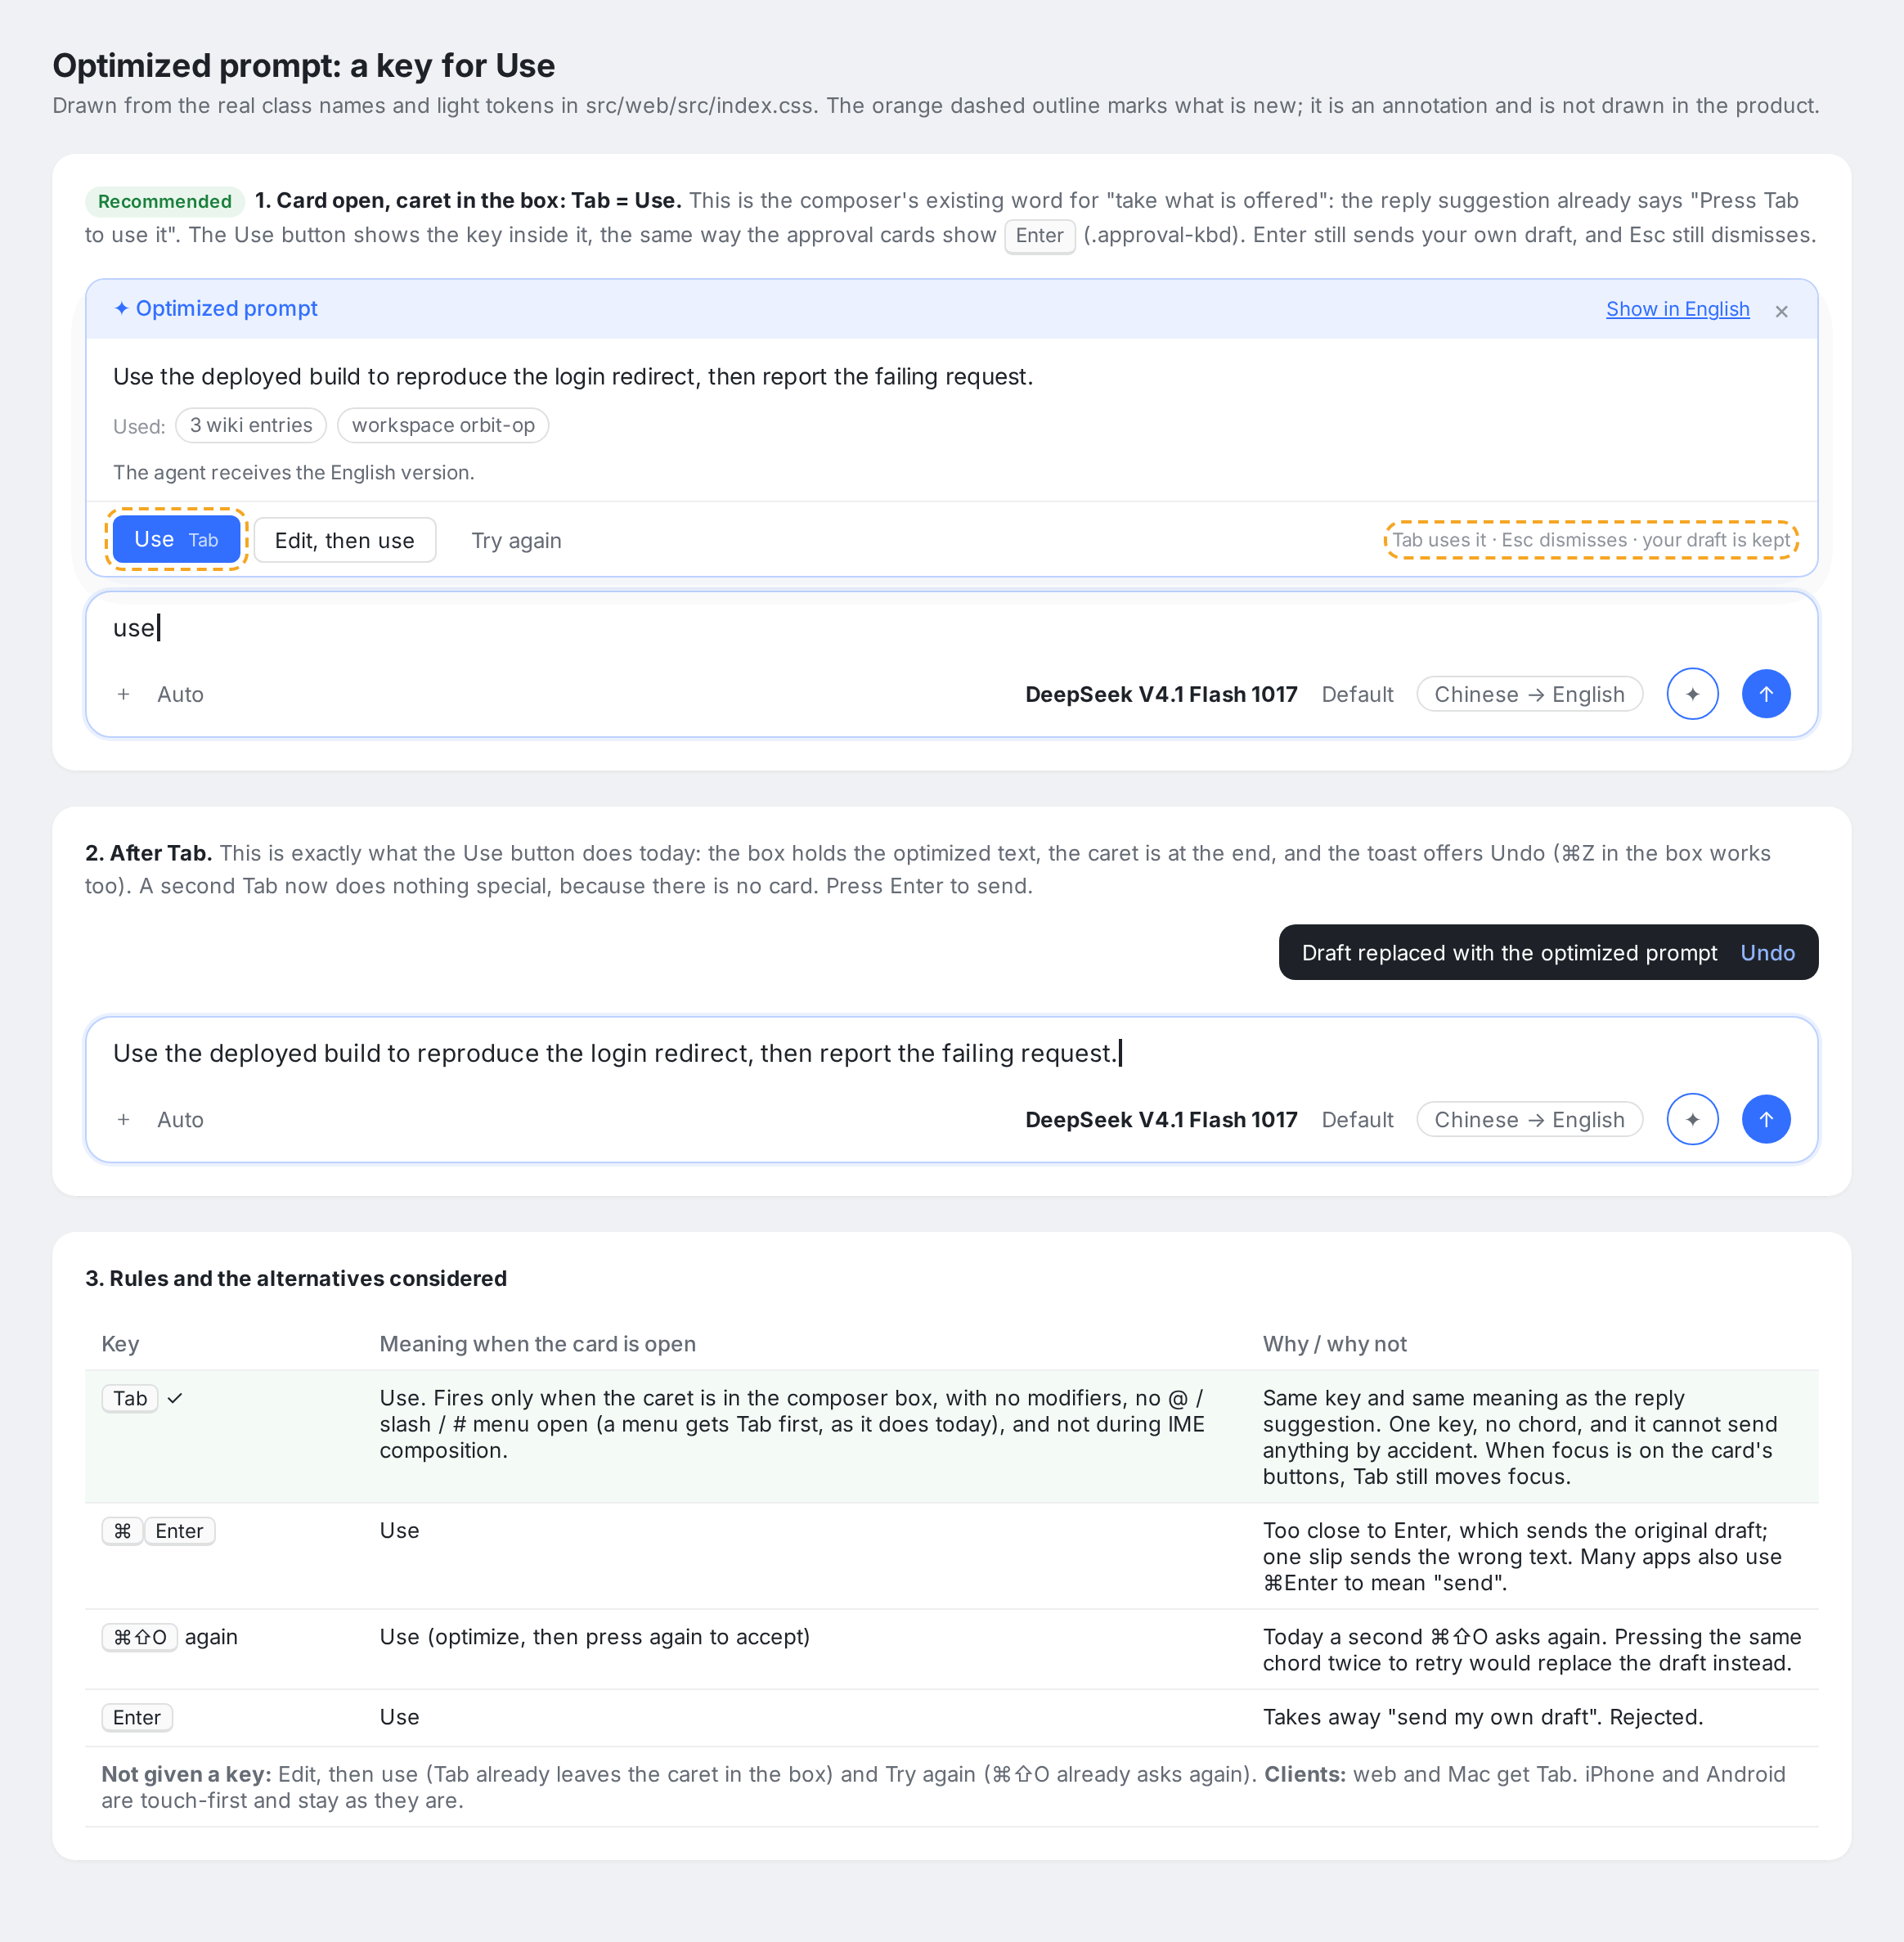 Optimized prompt: a key for Use
Drawn from the real class names and light tokens in src/web/src/index.css. The orange dashed outline marks what is new; it is an annotation and is not drawn in the product.
Recommended 1. Card open, caret in the box: Tab = Use. This is the composer's existing word for "take what is offered": the reply suggestion already says "Press Tab
to use it". The Use button shows the key inside it, the same way the approval cards show Enter (.approval-kbd). Enter still sends your own draft, and Esc still dismisses.
✦ Optimized prompt Show in English ×
Use the deployed build to reproduce the login redirect, then report the failing request.
Used: 3 wiki entries workspace orbit-op
The agent receives the English version.
Use Tab Edit, then use Try again Tab uses it · Esc dismisses · your draft is kept
use
+ Auto DeepSeek V4.1 Flash 1017 Default Chinese → English ✦ ↑
2. After Tab. This is exactly what the Use button does today: the box holds the optimized text, the caret is at the end, and the toast offers Undo (⌘Z in the box works
too). A second Tab now does nothing special, because there is no card. Press Enter to send.
Draft replaced with the optimized prompt Undo
Use the deployed build to reproduce the login redirect, then report the failing request.
+ Auto DeepSeek V4.1 Flash 1017 Default Chinese → English ✦ ↑
3. Rules and the alternatives considered
Key Meaning when the card is open Why / why not
Tab ✓ Use. Fires only when the caret is in the composer box, with no modifiers, no @ /
slash / # menu open (a menu gets Tab first, as it does today), and not during IME
composition.
Same key and same meaning as the reply
suggestion. One key, no chord, and it cannot send
anything by accident. When focus is on the card's
buttons, Tab still moves focus.
⌘ Enter Use
Too close to Enter, which sends the original draft;
one slip sends the wrong text. Many apps also use
⌘Enter to mean "send".
⌘⇧O again Use (optimize, then press again to accept)
Today a second ⌘⇧O asks again. Pressing the same
chord twice to retry would replace the draft instead.
Enter Use Takes away "send my own draft". Rejected.
Not given a key: Edit, then use (Tab already leaves the caret in the box) and Try again (⌘⇧O already asks again). Clients: web and Mac get Tab. iPhone and Android
are touch-first and stay as they are.